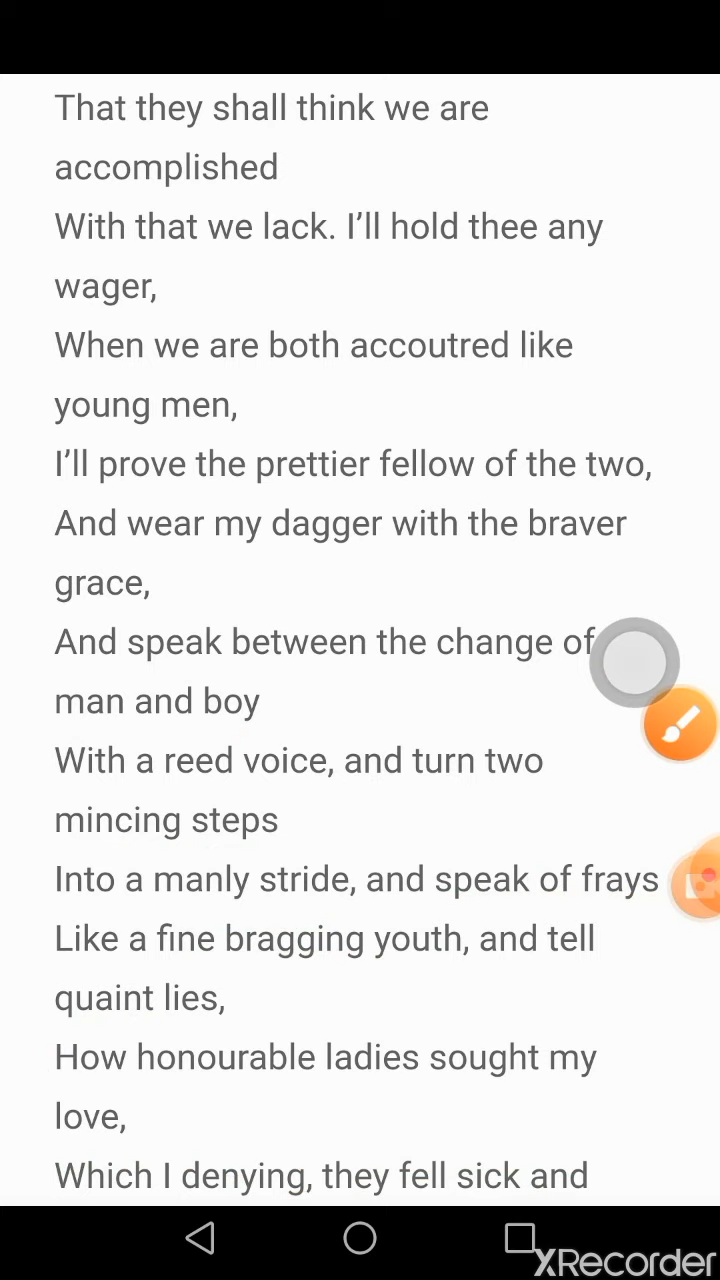 That they shall think we are
accomplished
With that we lack. I’ll hold thee any
wager,
When we are both accoutred like
young men,
I’ll prove the prettier fellow of the two,
And wear my dagger with the braver
grace,
And speak between the change of
man and boy
With a reed voice, and turn two
mincing steps
Into a manly stride, and speak of frays
Like a fine bragging youth, and tell
quaint lies,
How honourable ladies sought my
love,
Which I denying, they fell sick and
XRecorder